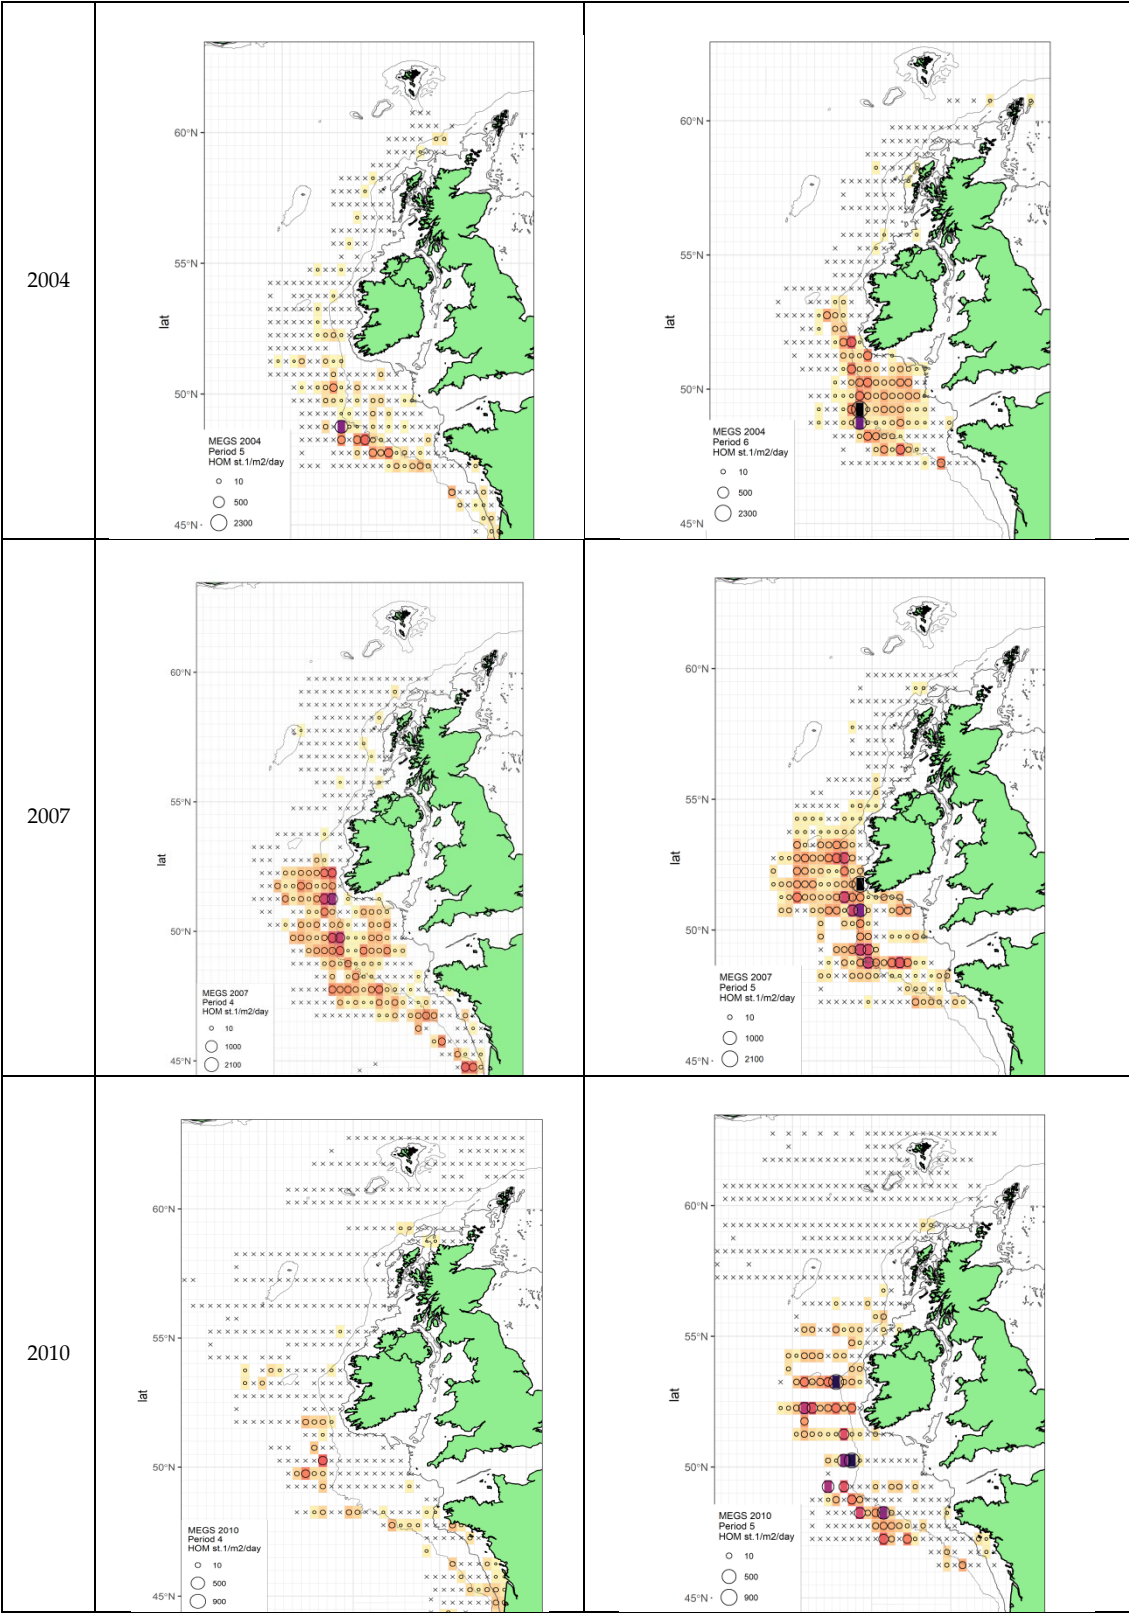 2004
60°N
55°N
50°N
45°N
lat
MEGS 2004
Period 5
HOM st.1/m2/day
10
500
2300
60°N
55°N
50°N
45°N
lat
MEGS 2004
Period 6
HOM st.1/m2/day
10
500
2300
2007
60°N
55°N
50°N
45°N
lat
MEGS 2007
Period 4
HOM st.1/m2/day
10
1000
2100
60°N
55°N
50°N
45°N
lat
MEGS 2007
Period 5
HOM st.1/m2/day
10
1000
2100
2010
60°N
55°N
50°N
45°N
lat
MEGS 2010
Period 4
HOM st.1/m2/day
10
500
900
60°N
55°N
50°N
45°N
lat
MEGS 2010
Period 5
HOM st.1/m2/day
10
500
900